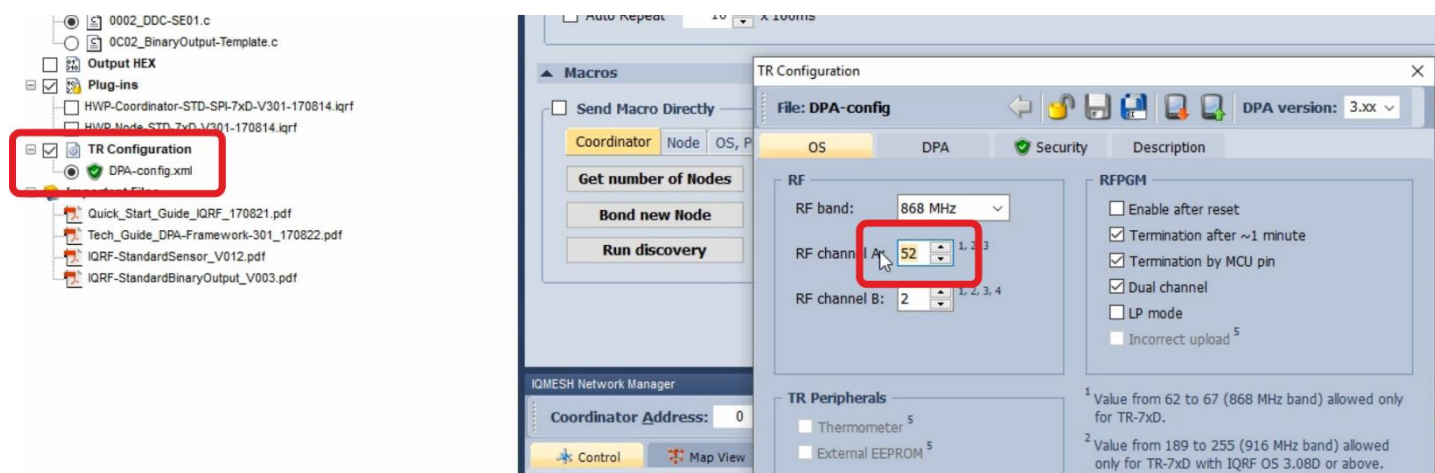 0002_DDC-SE01.c
0C02_BinaryOutput-Template.c
Output HEX
Plug-ins
HWP-Coordinator-STD-SPI-7xD-V301-170814.iqrf
HWP-Node-STD-7xD-V301-170814.iqrf
TR Configuration
DPA-config.xml
Important Files
Quick_Start_Guide_IQRF_170821.pdf
Tech_Guide_DPA-Framework-301_170822.pdf
IQRF-StandardSensor_V012.pdf
IQRF-StandardBinaryOutput_V003.pdf
Auto Repeat 10 x 100ms
Macros
Send Macro Directly
Coordinator Node OS, P
Get number of Nodes
Bond new Node
Run discovery
IQMESH Network Manager
Coordinator Address: 0
Control Map View
TR Configuration
File: DPA-config DPA version: 3.xx
OS DPA Security Description
RF
RF band: 868 MHz
RF channel A: 52 1, 2, 3
RF channel B: 2 1, 2, 3, 4
TR Peripherals
Thermometer 5
External EEPROM 5
RFPGM
Enable after reset
Termination after ~1 minute
Termination by MCU pin
Dual channel
LP mode
Incorrect upload 5
1 Value from 62 to 67 (868 MHz band) allowed only
for TR-7xD.
2 Value from 189 to 255 (916 MHz band) allowed
only for TR-7xD with IQRF OS 3.08D or above.